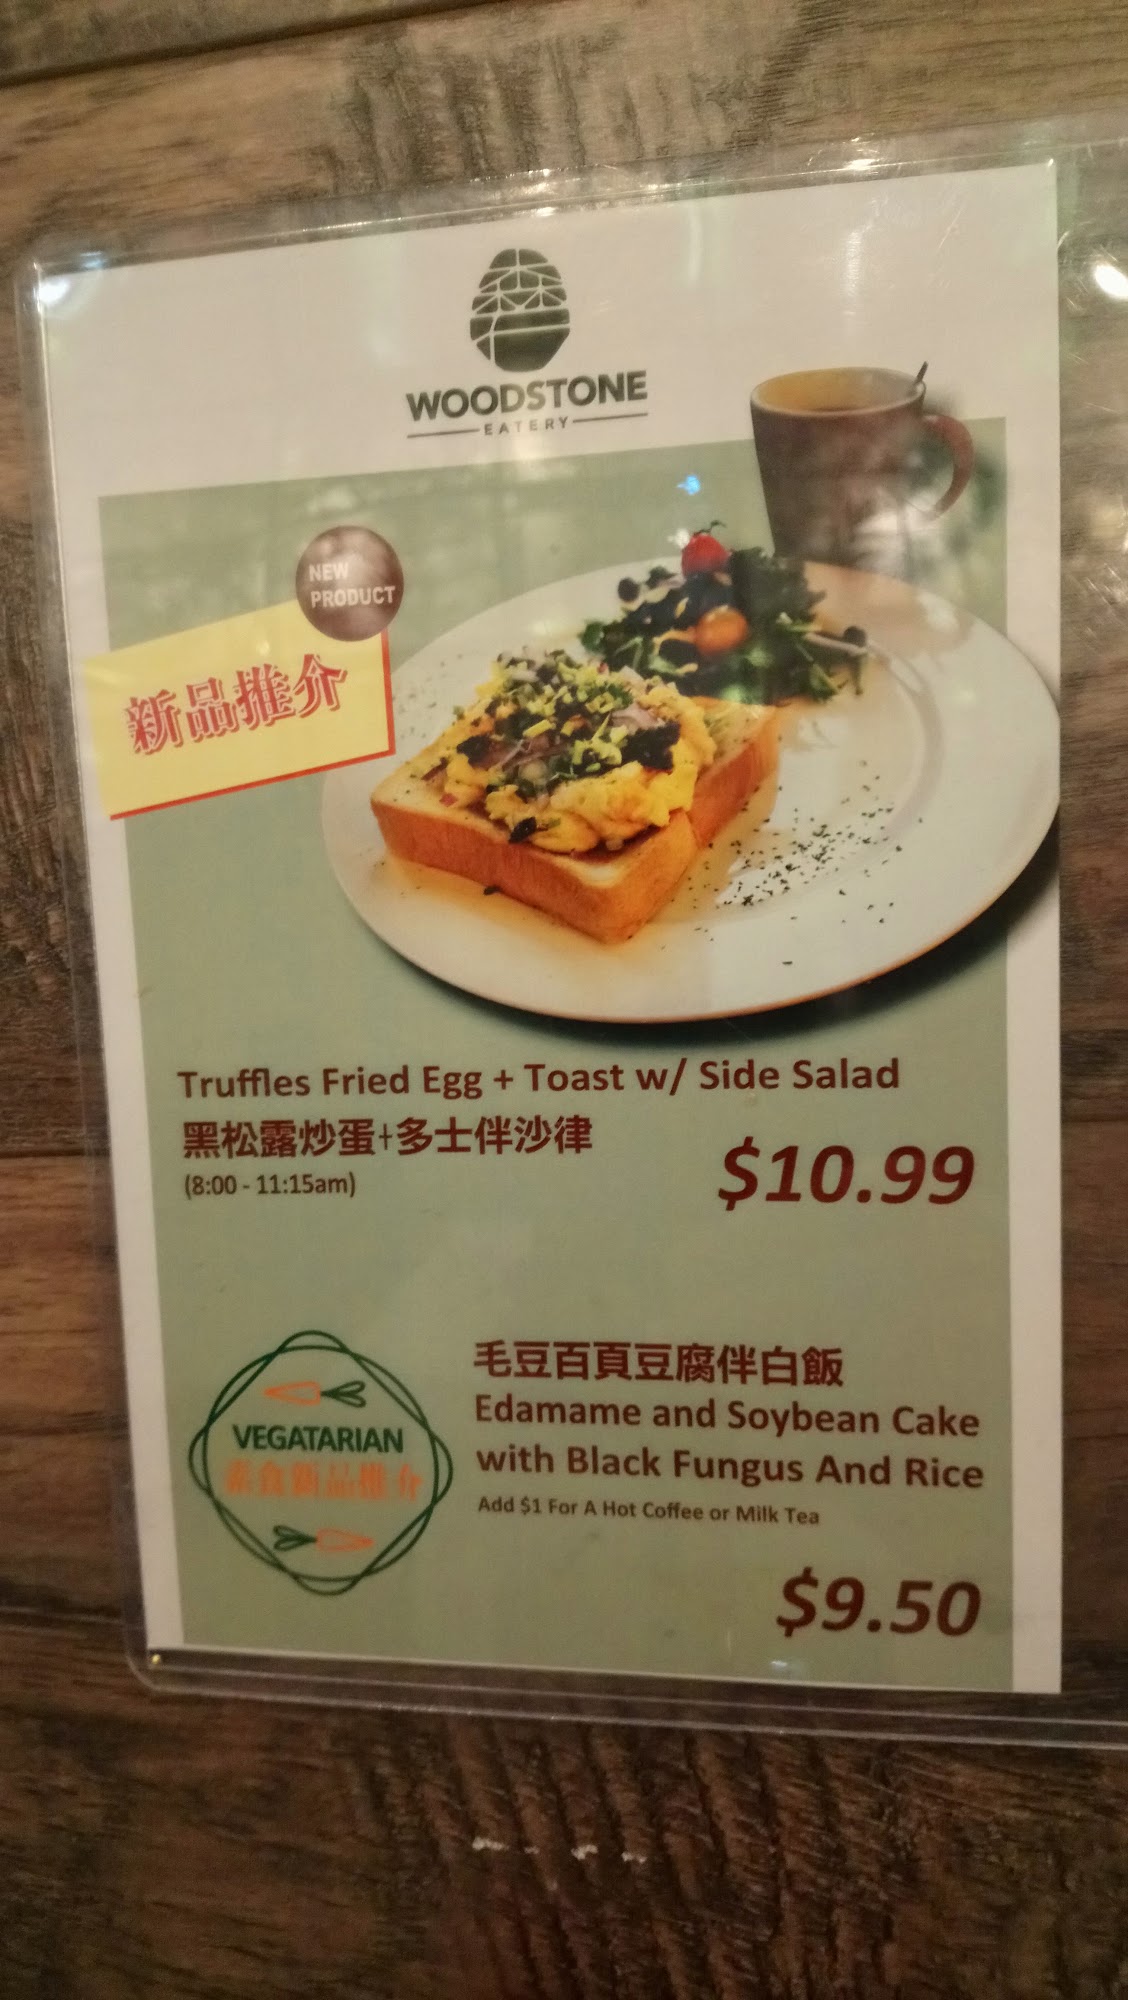 WOODSTONE
EATERY
NEW
PRODUCT
新品推介
Truffles Fried Egg + Toast w/ Side Salad
黑松露炒蛋+多士伴沙律
(8:00 - 11:15am)
$10.99
VEGATARIAN
素食新品推介
毛豆百頁豆腐伴白飯
Edamame and Soybean Cake
with Black Fungus And Rice
Add $1 For A Hot Coffee or Milk Tea
$9.50